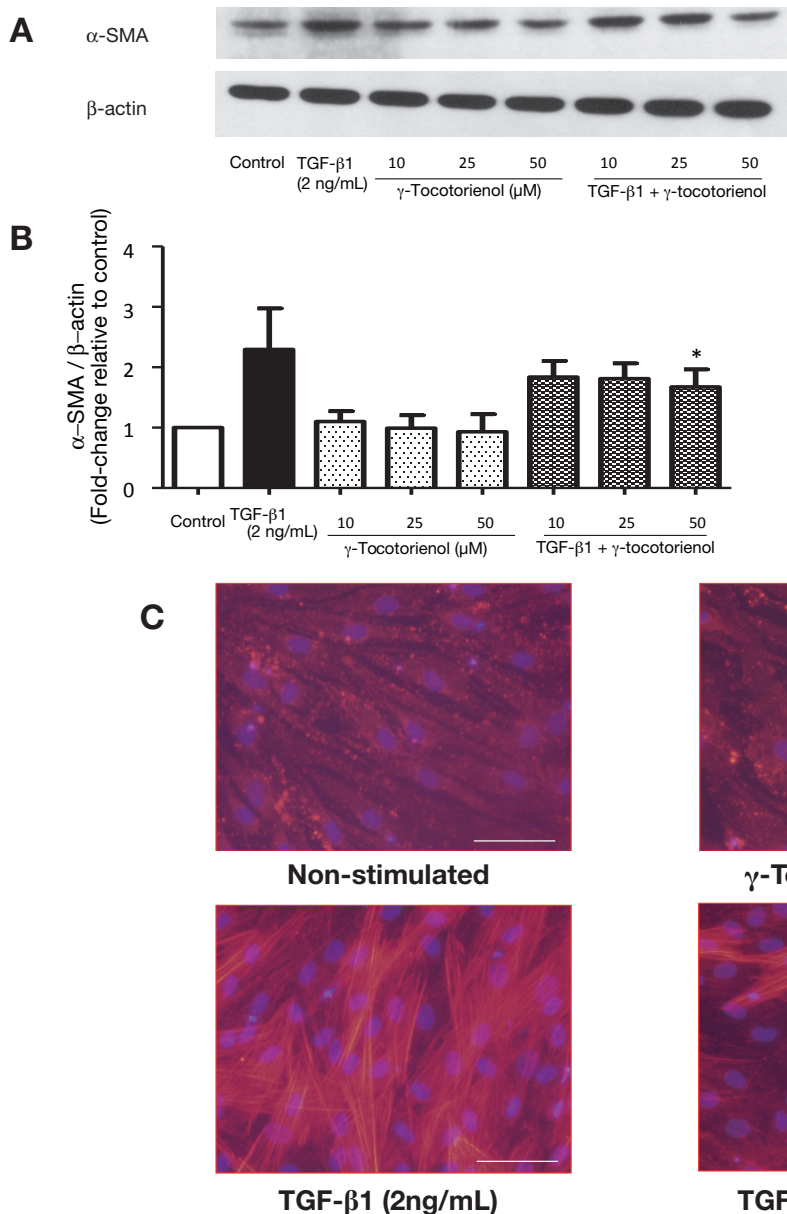 A
α-SMA
β-actin
Control TGF-β1 10 25 50 10 25 50
(2 ng/mL) γ-Tocotorienol (µM) TGF-β1 + γ-tocotorienol
B
α–SMA / β–actin
(Fold-change relative to control)
4
3
2
1
0
*
Control TGF-β1 10 25 50 10 25 50
(2 ng/mL) γ-Tocotorienol (µM) TGF-β1 + γ-tocotorienol
C
Non-stimulated
γ-To
TGF-β1 (2ng/mL)
TGF